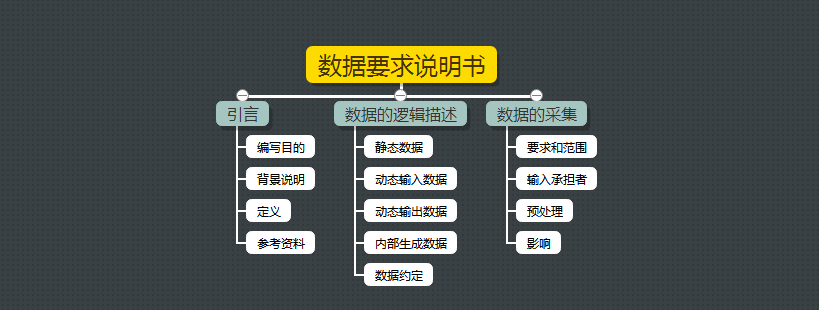 数据要求说明书
引言
编写目的
背景说明
定义
参考资料
数据的逻辑描述
静态数据
动态输入数据
动态输出数据
内部生成数据
数据约定
数据的采集
要求和范围
输入承担者
预处理
影响